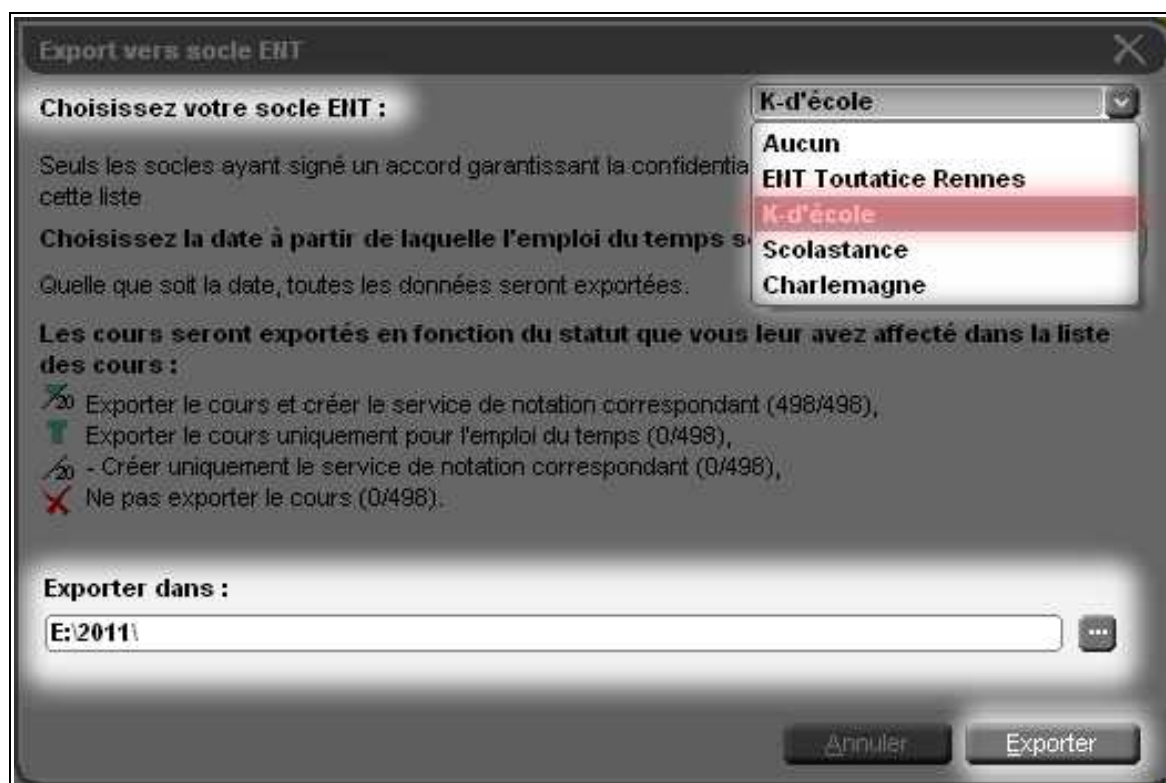 Export vers socle ENT
Choisissez votre socle ENT :
K-d'école
Aucun
ENT Toutatice Rennes
K-d'école
Scolastance
Charlemagne
Seuls les socles ayant signé un accord garantissant la confidentia
cette liste
Choisissez la date à partir de laquelle l'emploi du temps s
Quelle que soit la date, toutes les données seront exportées.
Les cours seront exportés en fonction du statut que vous leur avez affecté dans la liste
des cours :
/20 Exporter le cours et créer le service de notation correspondant (498/498),
Exporter le cours uniquement pour l'emploi du temps (0/498),
/20 - Créer uniquement le service de notation correspondant (0/498),
Ne pas exporter le cours (0/498).
Exporter dans :
E:\2011\
...
Annuler
Exporter